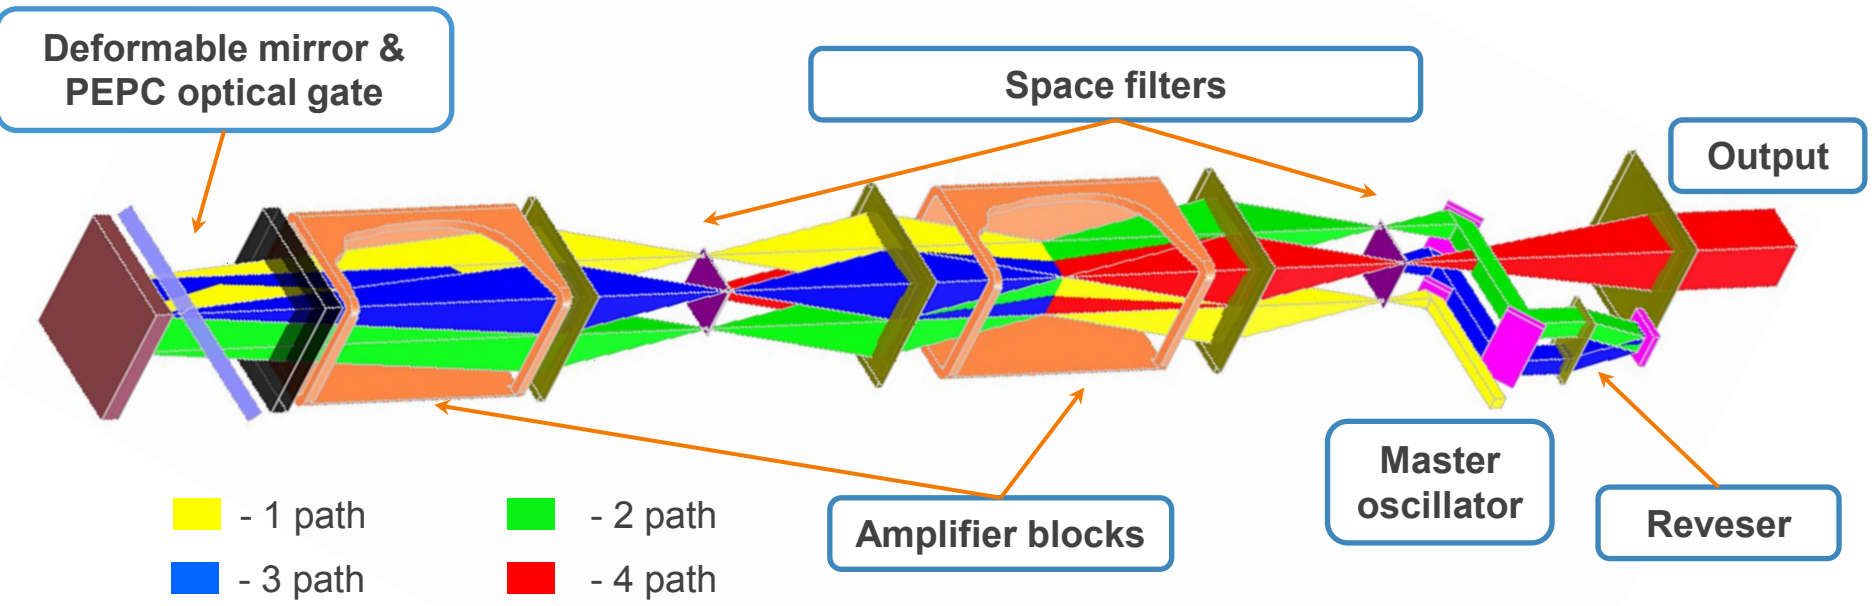 Deformable mirror &
PEPC optical gate
Space filters
Output
Master
oscillator
Reveser
Amplifier blocks
- 1 path
- 2 path
- 3 path
- 4 path